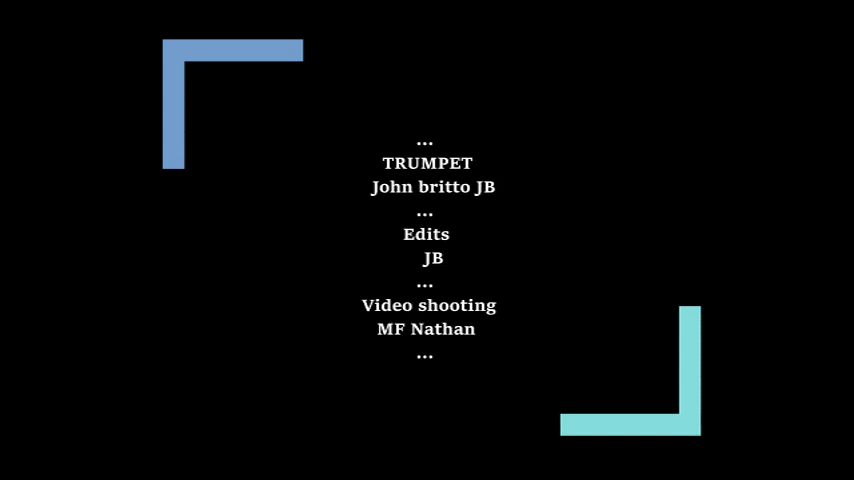 ...
TRUMPET
John britto JB
...
Edits
JB
...
Video shooting
MF Nathan
...